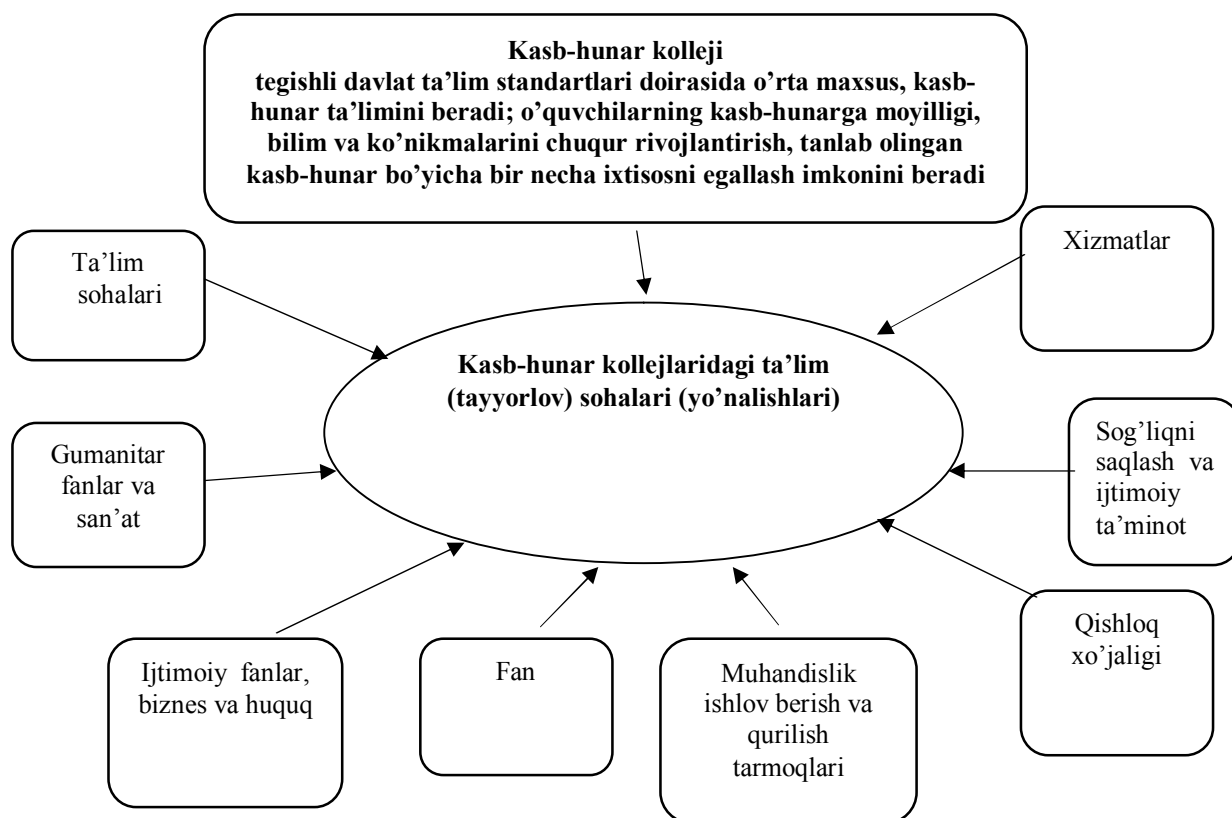 Kasb-hunar kolleji
tegishli davlat ta’lim standartlari doirasida o’rta maxsus, kasb-
hunar ta’limini beradi; o’quvchilarning kasb-hunarga moyilligi,
bilim va ko’nikmalarini chuqur rivojlantirish, tanlab olingan
kasb-hunar bo’yicha bir necha ixtisosni egallash imkonini beradi
Ta’lim
sohalari
Xizmatlar
Kasb-hunar kollejlaridagi ta’lim
(tayyorlov) sohalari (yo’nalishlari)
Gumanitar
fanlar va
san’at
Sog’liqni
saqlash va
ijtimoiy
ta’minot
Ijtimoiy fanlar,
biznes va huquq
Fan
Muhandislik
ishlov berish va
qurilish
tarmoqlari
Qishloq
xo’jaligi